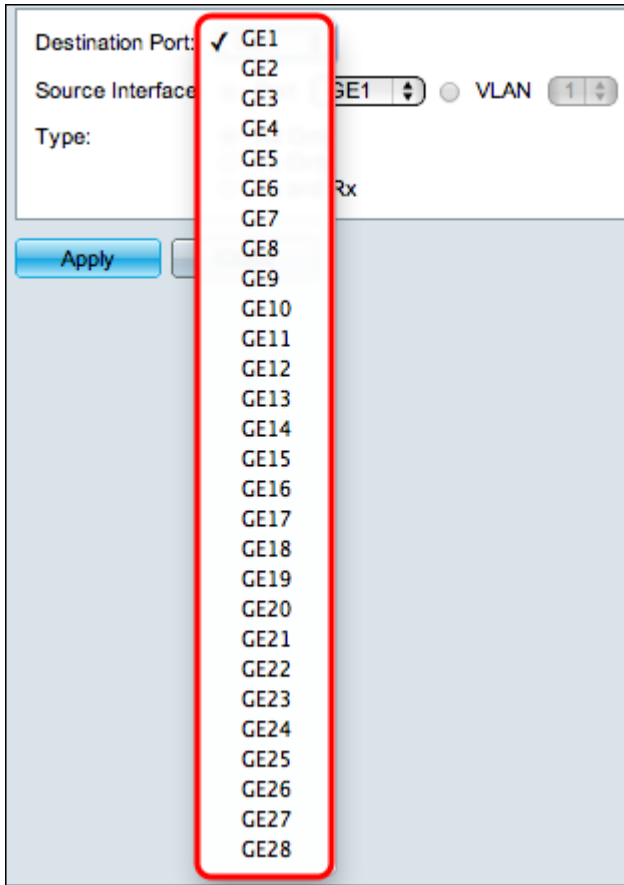 Destination Port: ✓ GE1
GE2
Source Interface GE1 VLAN 1
GE3
GE4
Type:
GE5
GE6 Rx
GE7
Apply
GE8
GE9
GE10
GE11
GE12
GE13
GE14
GE15
GE16
GE17
GE18
GE19
GE20
GE21
GE22
GE23
GE24
GE25
GE26
GE27
GE28